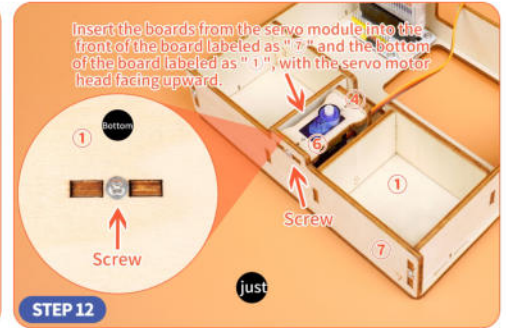 Insert the boards from the servo module into the
front of the board labeled as " 7 " and the bottom
of the board labeled as " 1 ", with the servo motor
head facing upward.
Bottom
①
④
⑥
①
Screw
Screw
⑦
just
STEP 12